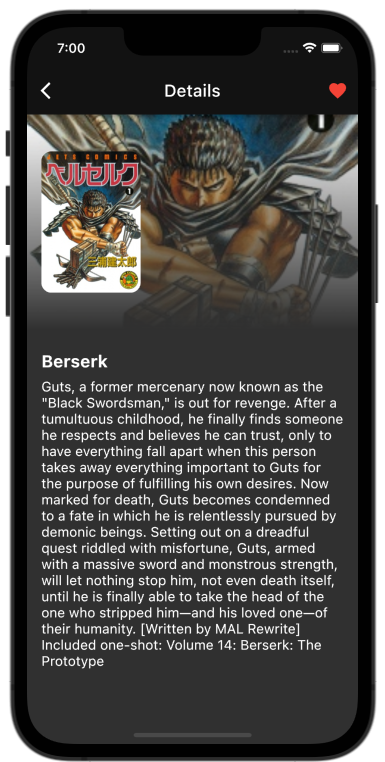 7:00
Details
JETS COMICS
ベルセルク
1
三浦建太郎
Berserk
Guts, a former mercenary now known as the
"Black Swordsman," is out for revenge. After a
tumultuous childhood, he finally finds someone
he respects and believes he can trust, only to
have everything fall apart when this person
takes away everything important to Guts for
the purpose of fulfilling his own desires. Now
marked for death, Guts becomes condemned
to a fate in which he is relentlessly pursued by
demonic beings. Setting out on a dreadful
quest riddled with misfortune, Guts, armed
with a massive sword and monstrous strength,
will let nothing stop him, not even death itself,
until he is finally able to take the head of the
one who stripped him—and his loved one—of
their humanity. [Written by MAL Rewrite]
Included one-shot: Volume 14: Berserk: The
Prototype